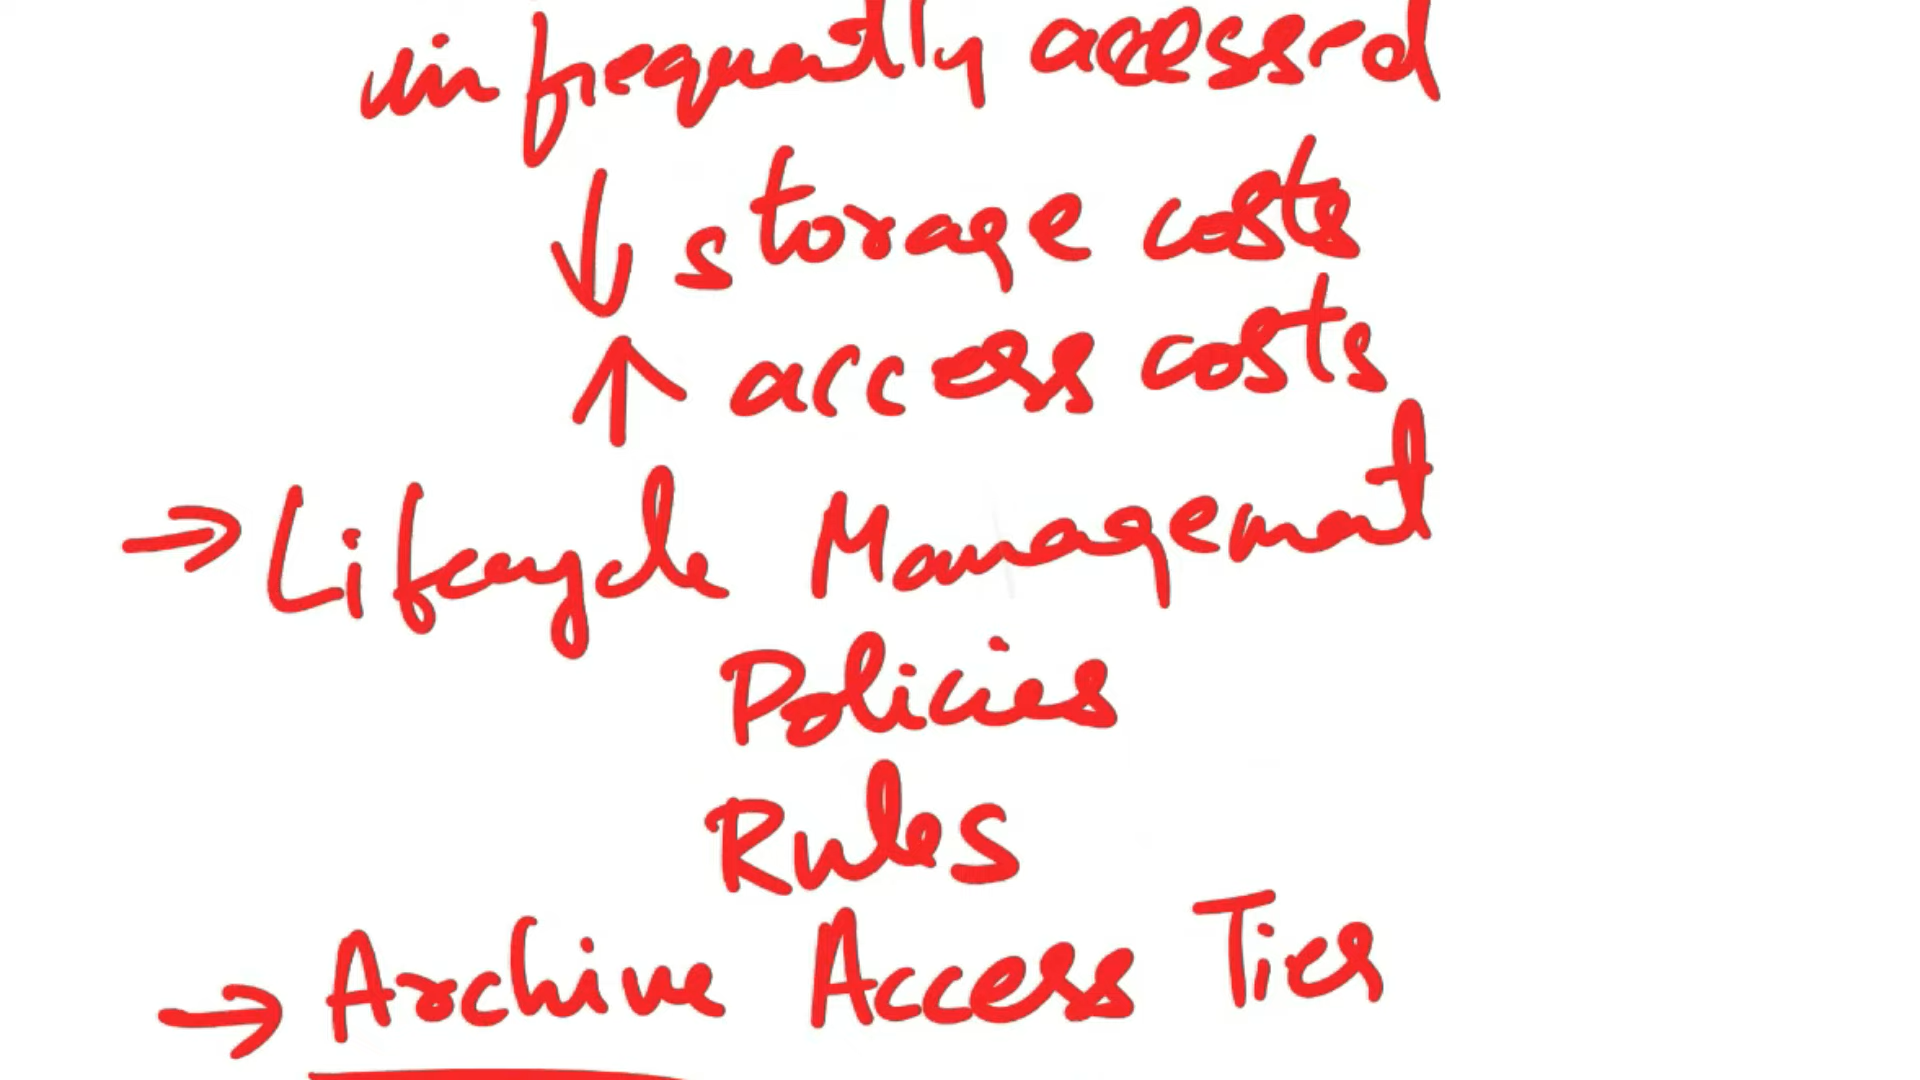 infrequently accessed
↓ storage costs
↑ access costs
→ Lifecycle Management
Policies
Rules
→ Archive Access Tier